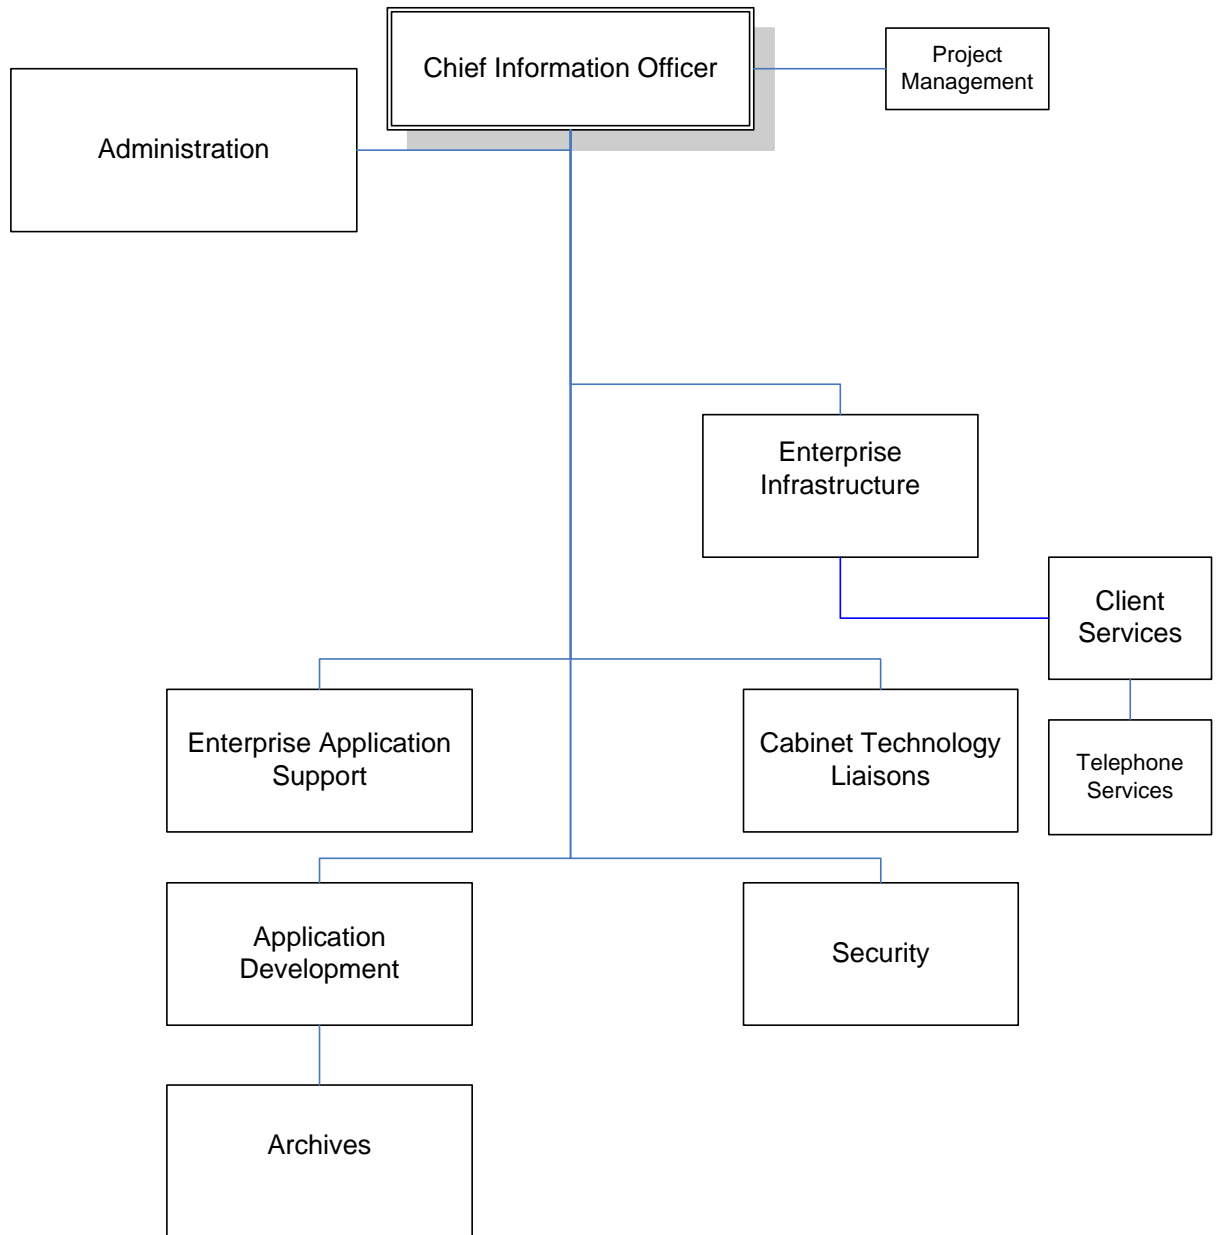 Chief Information Officer
Project
Management
Administration
Enterprise
Infrastructure
Client
Services
Enterprise Application
Support
Cabinet Technology
Liaisons
Telephone
Services
Application
Development
Security
Archives